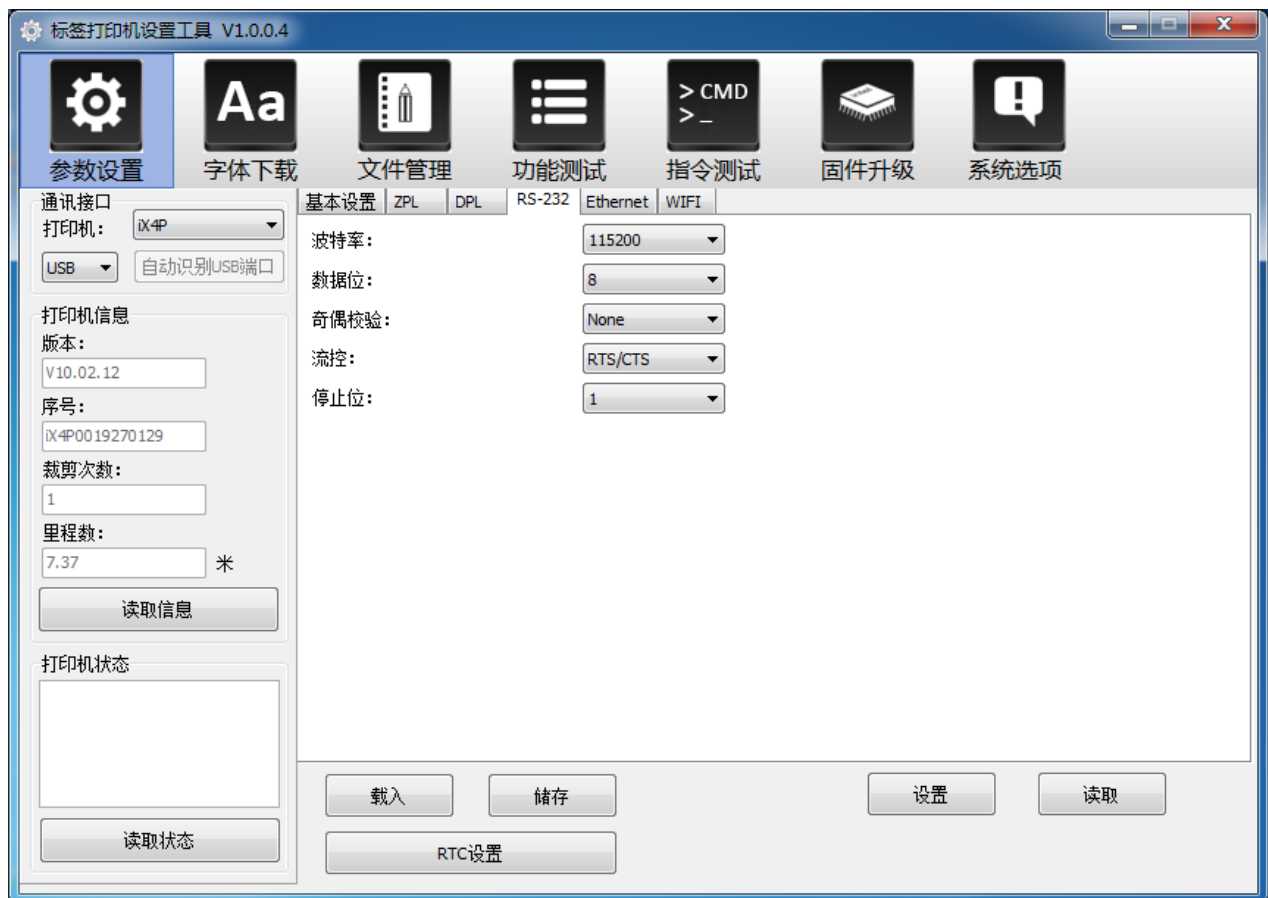 标签打印机设置工具 V1.0.0.4
Aa
> CMD
> _
参数设置 字体下载 文件管理 功能测试 指令测试 固件升级 系统选项
通讯接口
打印机： iX4P
USB 自动识别USB端口
打印机信息
版本：
V10.02.12
序号：
iX4P0019270129
裁剪次数：
1
里程数：
7.37 米
读取信息
打印机状态
读取状态
基本设置 ZPL DPL RS-232 Ethernet WIFI
波特率： 115200
数据位： 8
奇偶校验： None
流控： RTS/CTS
停止位： 1
载入 储存 设置 读取
RTC设置